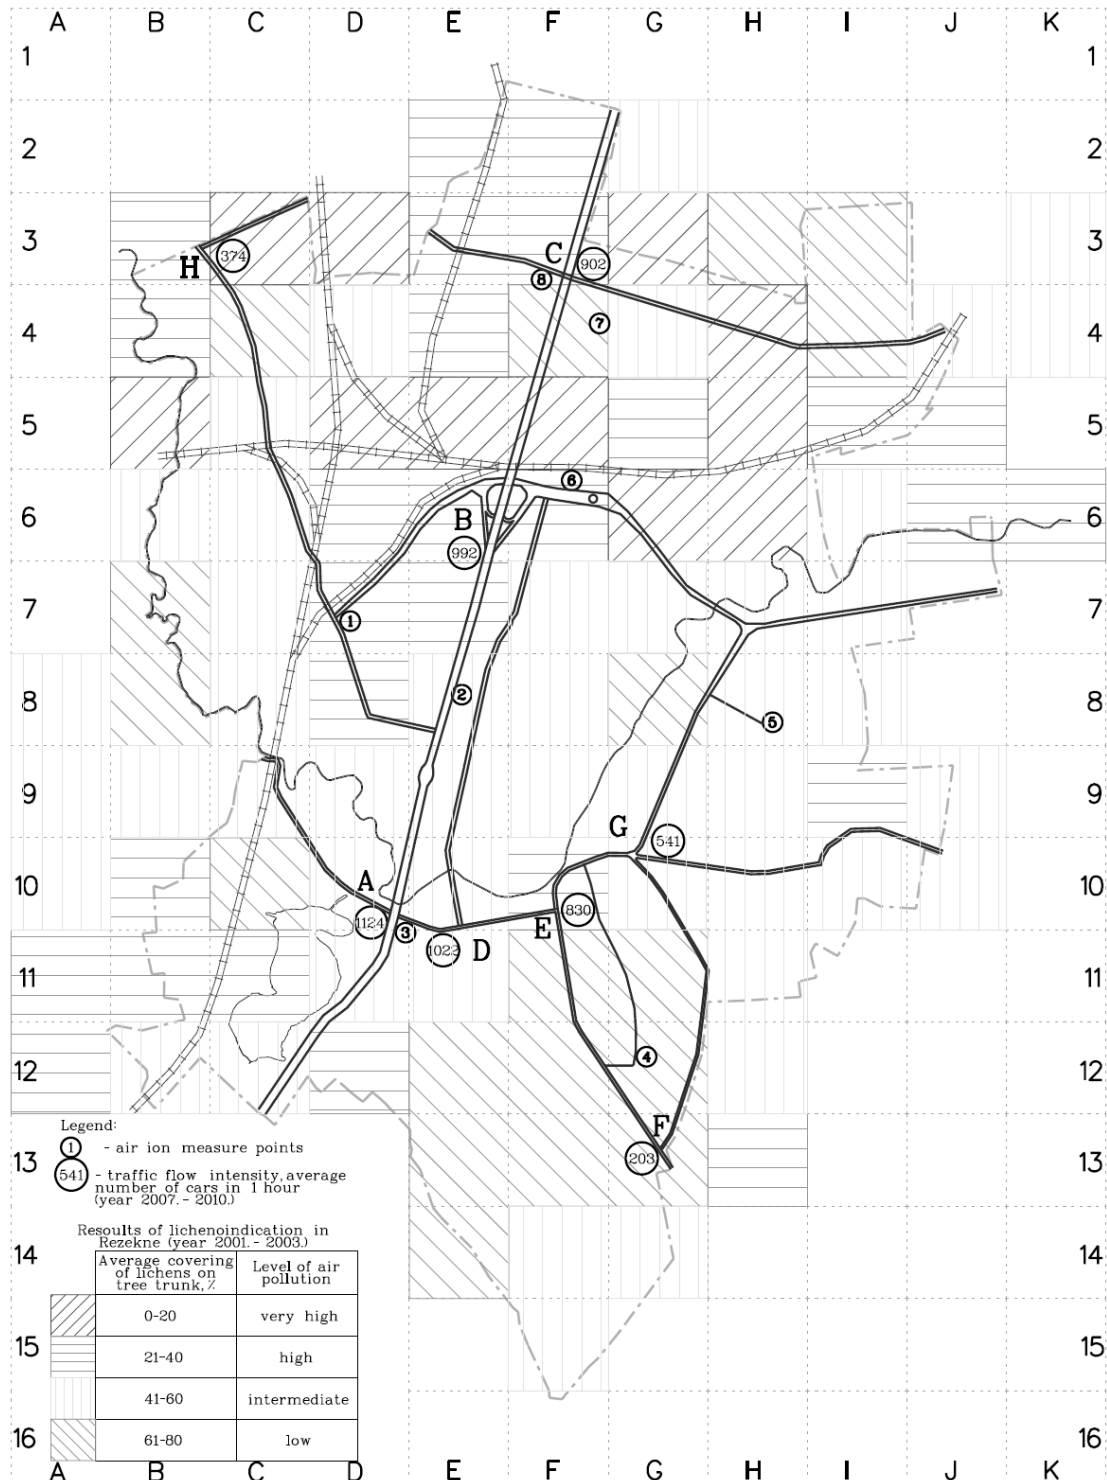 A B C D E F G H I J K
1 1
2 2
3 C 902 3
H 374
8
4 7 4
5 5
6 6
B
992 6
7 1 7
8 2 5 8
9 9
G 541
A
10 10
1124 3 E 830
1022 D
11 11
12 4 12
Legend:
1 - air ion measure points
F
13 203 13
541 - traffic flow intensity, average
number of cars in 1 hour
(year 2007. - 2010.)
Resoults of lichenoindication in
Rezekne (year 2001. - 2003.)
14 14
Average covering
of lichens on
tree trunk, %
Level of air
pollution
0-20 very high
15 15
21-40 high
41-60 intermediate
61-80 low
16 16
A B C D E F G H I J K